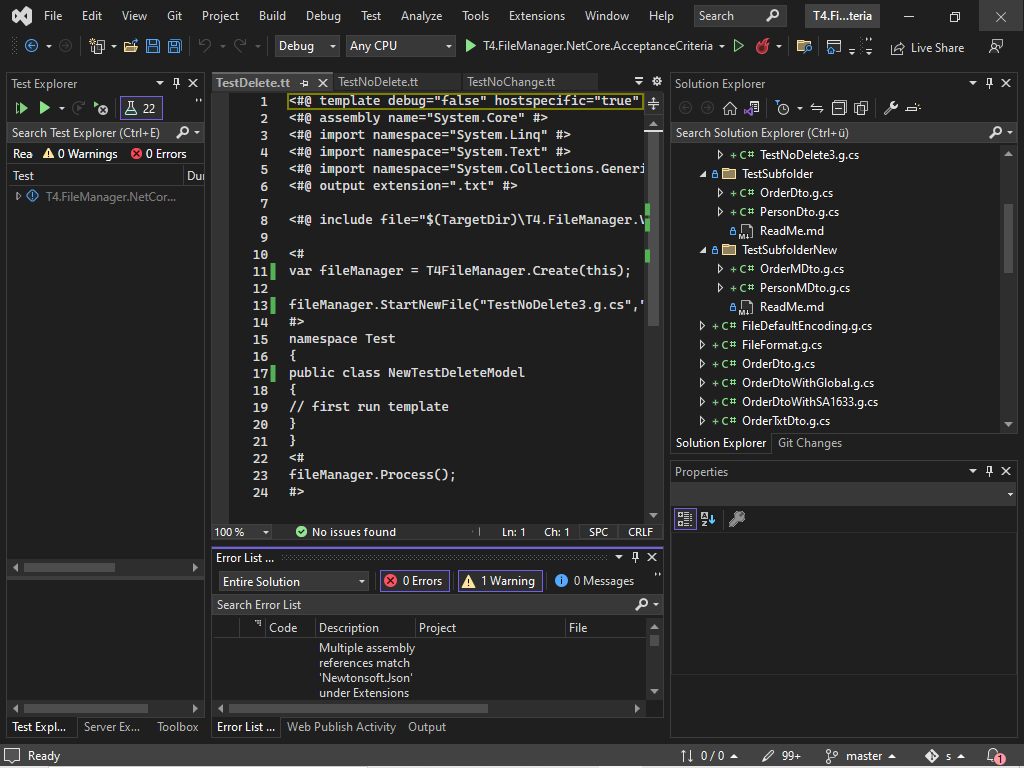 File Edit View Git Project Build Debug Test Analyze Tools Extensions Window Help Search T4.Fi...teria
Debug Any CPU T4.FileManager.NetCore.AcceptanceCriteria Live Share
Test Explorer
22
Search Test Explorer (Ctrl+E)
Rea 0 Warnings 0 Errors
Test Dur
T4.FileManager.NetCor...
Test Expl... Server Ex... Toolbox
TestDelete.tt TestNoDelete.tt TestNoChange.tt
1 <#@ template debug="false" hostspecific="true"
2 <#@ assembly name="System.Core" #>
3 <#@ import namespace="System.Linq" #>
4 <#@ import namespace="System.Text" #>
5 <#@ import namespace="System.Collections.Generi
6 <#@ output extension=".txt" #>
7
8 <#@ include file="$(TargetDir)\T4.FileManager.V
9
10 <#
11 var fileManager = T4FileManager.Create(this);
12
13 fileManager.StartNewFile("TestNoDelete3.g.cs","
14 #>
15 namespace Test
16 {
17 public class NewTestDeleteModel
18 {
19 // first run template
20 }
21 }
22 <#
23 fileManager.Process();
24 #>
100 % No issues found Ln: 1 Ch: 1 SPC CRLF
Error List ...
Entire Solution 0 Errors 1 Warning 0 Messages
Search Error List
Code Description Project File
Multiple assembly
references match
'Newtonsoft.Json'
under Extensions
Error List ... Web Publish Activity Output
Solution Explorer
Search Solution Explorer (Ctrl+ü)
+ C# TestNoDelete3.g.cs
TestSubfolder
+ C# OrderDto.g.cs
+ C# PersonDto.g.cs
M↓ ReadMe.md
TestSubfolderNew
+ C# OrderMDto.g.cs
+ C# PersonMDto.g.cs
M↓ ReadMe.md
+ C# FileDefaultEncoding.g.cs
+ C# FileFormat.g.cs
+ C# OrderDto.g.cs
+ C# OrderDtoWithGlobal.g.cs
+ C# OrderDtoWithSA1633.g.cs
+ C# OrderTxtDto.g.cs
Solution Explorer Git Changes
Properties
Ready 0 / 0 99+ master s 1